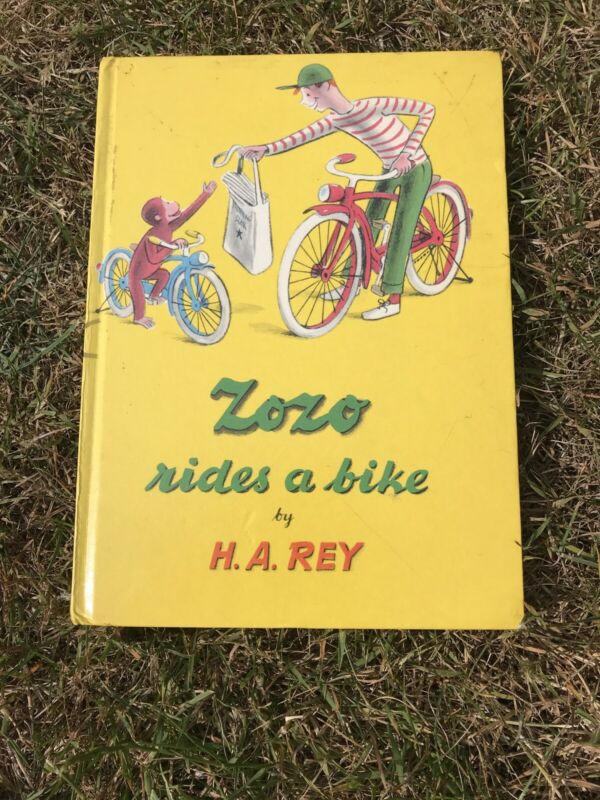 Zozo
rides a bike
by
H. A. REY